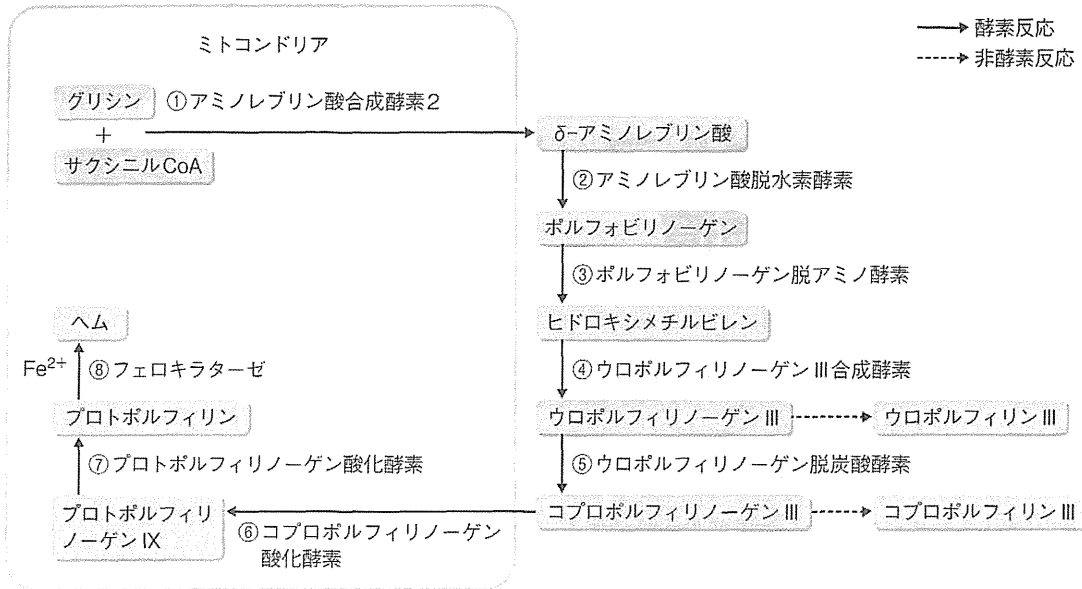 ミトコンドリア
酵素反応
非酵素反応
グリシン
①アミノレブリン酸合成酵素2
+
サクシニルCoA
δ-アミノレブリン酸
②アミノレブリン酸脱水素酵素
ポルフォビリノーゲン
③ポルフォビリノーゲン脱アミノ酵素
ヒドロキシメチルビレン
④ウロポルフィリノーゲンⅢ合成酵素
ウロポルフィリノーゲンⅢ
ウロポルフィリンⅢ
⑤ウロポルフィリノーゲン脱炭酸酵素
コプロポルフィリノーゲンⅢ
コプロポルフィリンⅢ
⑥コプロポルフィリノーゲン
酸化酵素
プロトポルフィリ
ノーゲンⅨ
⑦プロトポルフィリノーゲン酸化酵素
プロトポルフィリン
Fe²⁺
⑧フェロキラターゼ
ヘム